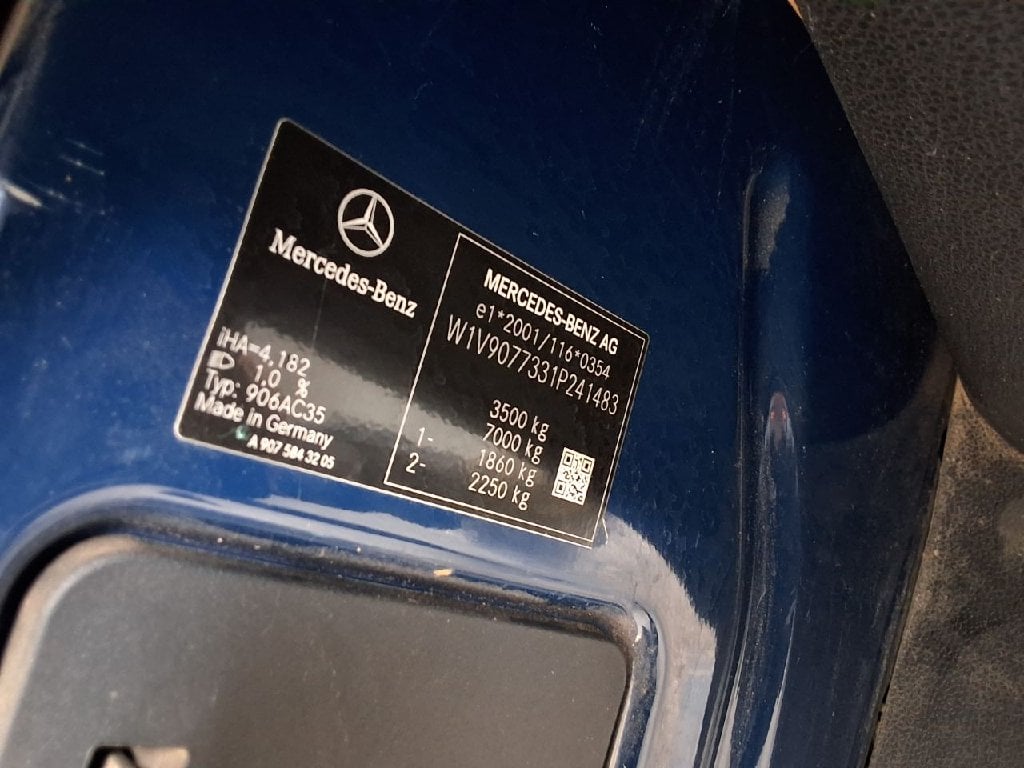 Mercedes-Benz
iHA=4,182
1,0 %
Typ: 906AC35
Made in Germany
A 907 584 32 05
MERCEDES-BENZ AG
e1*2001/116*0354
W1V9077331P241483
3500 kg
7000 kg
1- 1860 kg
2- 2250 kg